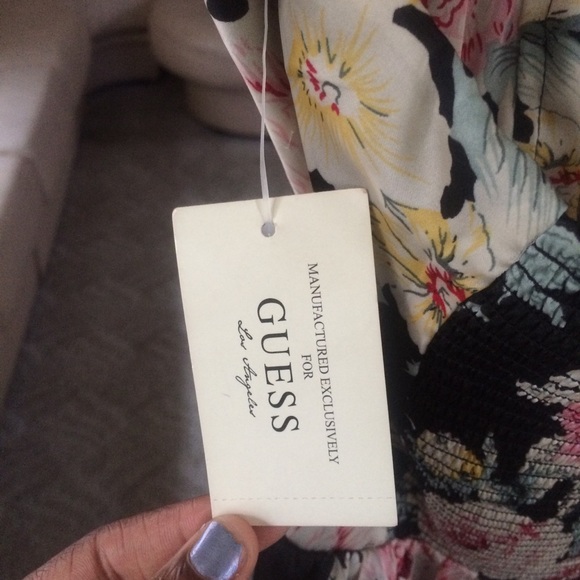 MANUFACTURED EXCLUSIVELY
FOR
GUESS
Los Angeles